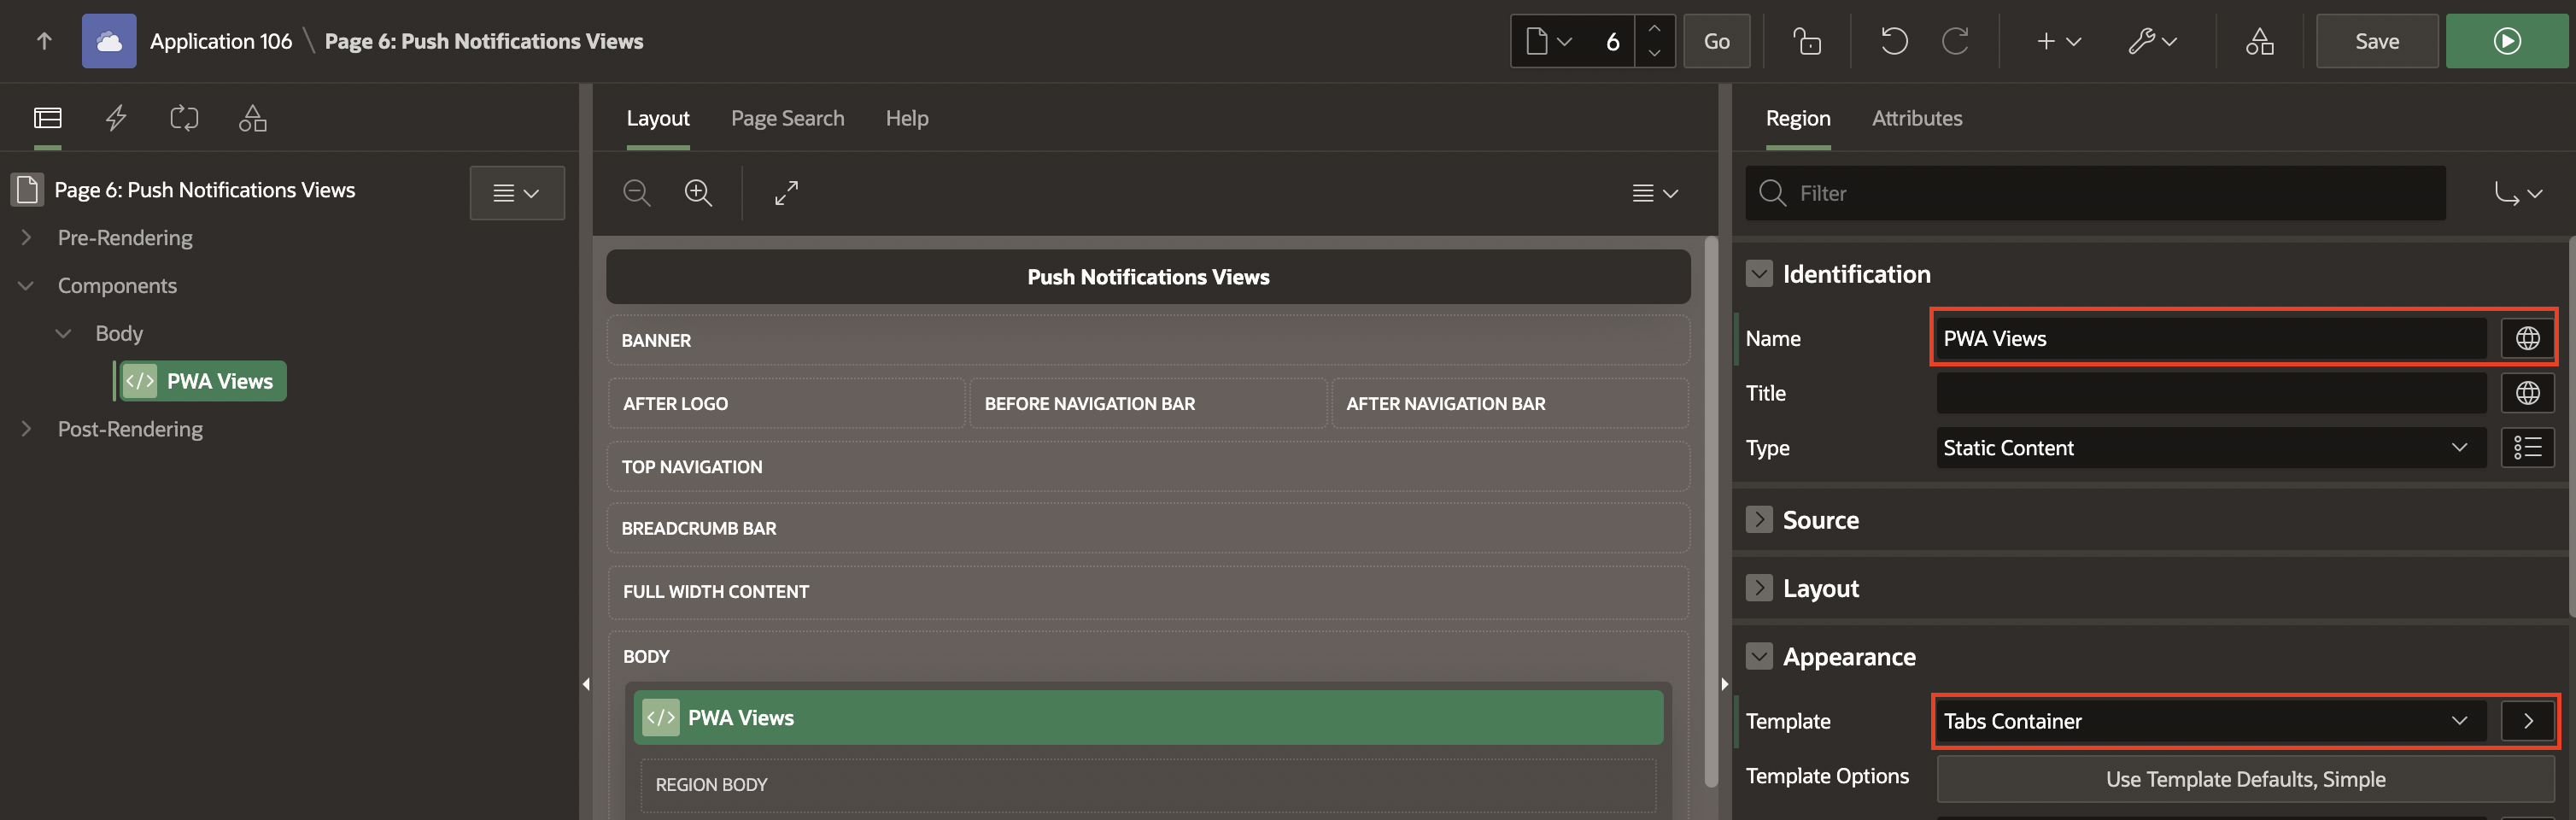 Application 106 \ Page 6: Push Notifications Views
6
Go
Save
Page 6: Push Notifications Views
Pre-Rendering
Components
Body
</> PWA Views
Post-Rendering
Layout
Page Search
Help
Push Notifications Views
BANNER
AFTER LOGO
BEFORE NAVIGATION BAR
AFTER NAVIGATION BAR
TOP NAVIGATION
BREADCRUMB BAR
FULL WIDTH CONTENT
BODY
</> PWA Views
REGION BODY
Region
Attributes
Filter
Identification
Name
PWA Views
Title
Type
Static Content
Source
Layout
Appearance
Template
Tabs Container
Template Options
Use Template Defaults, Simple